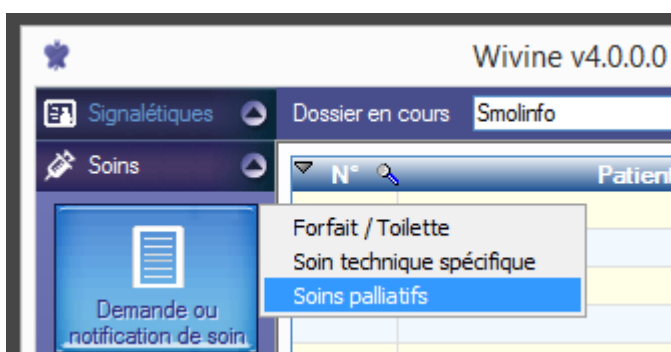 Wivine v4.0.0.0
Signalétiques
Dossier en cours Smolinfo
Soins
N° Patient
Forfait / Toilette
Soin technique spécifique
Soins palliatifs
Demande ou
notification de soin